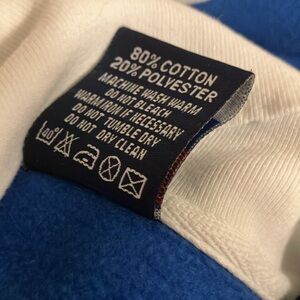 80% COTTON
20% POLYESTER
MACHINE WASH WARM
DO NOT BLEACH
WARM IRON IF NECESSARY
DO NOT TUMBLE DRY
DO NOT DRY CLEAN
40°